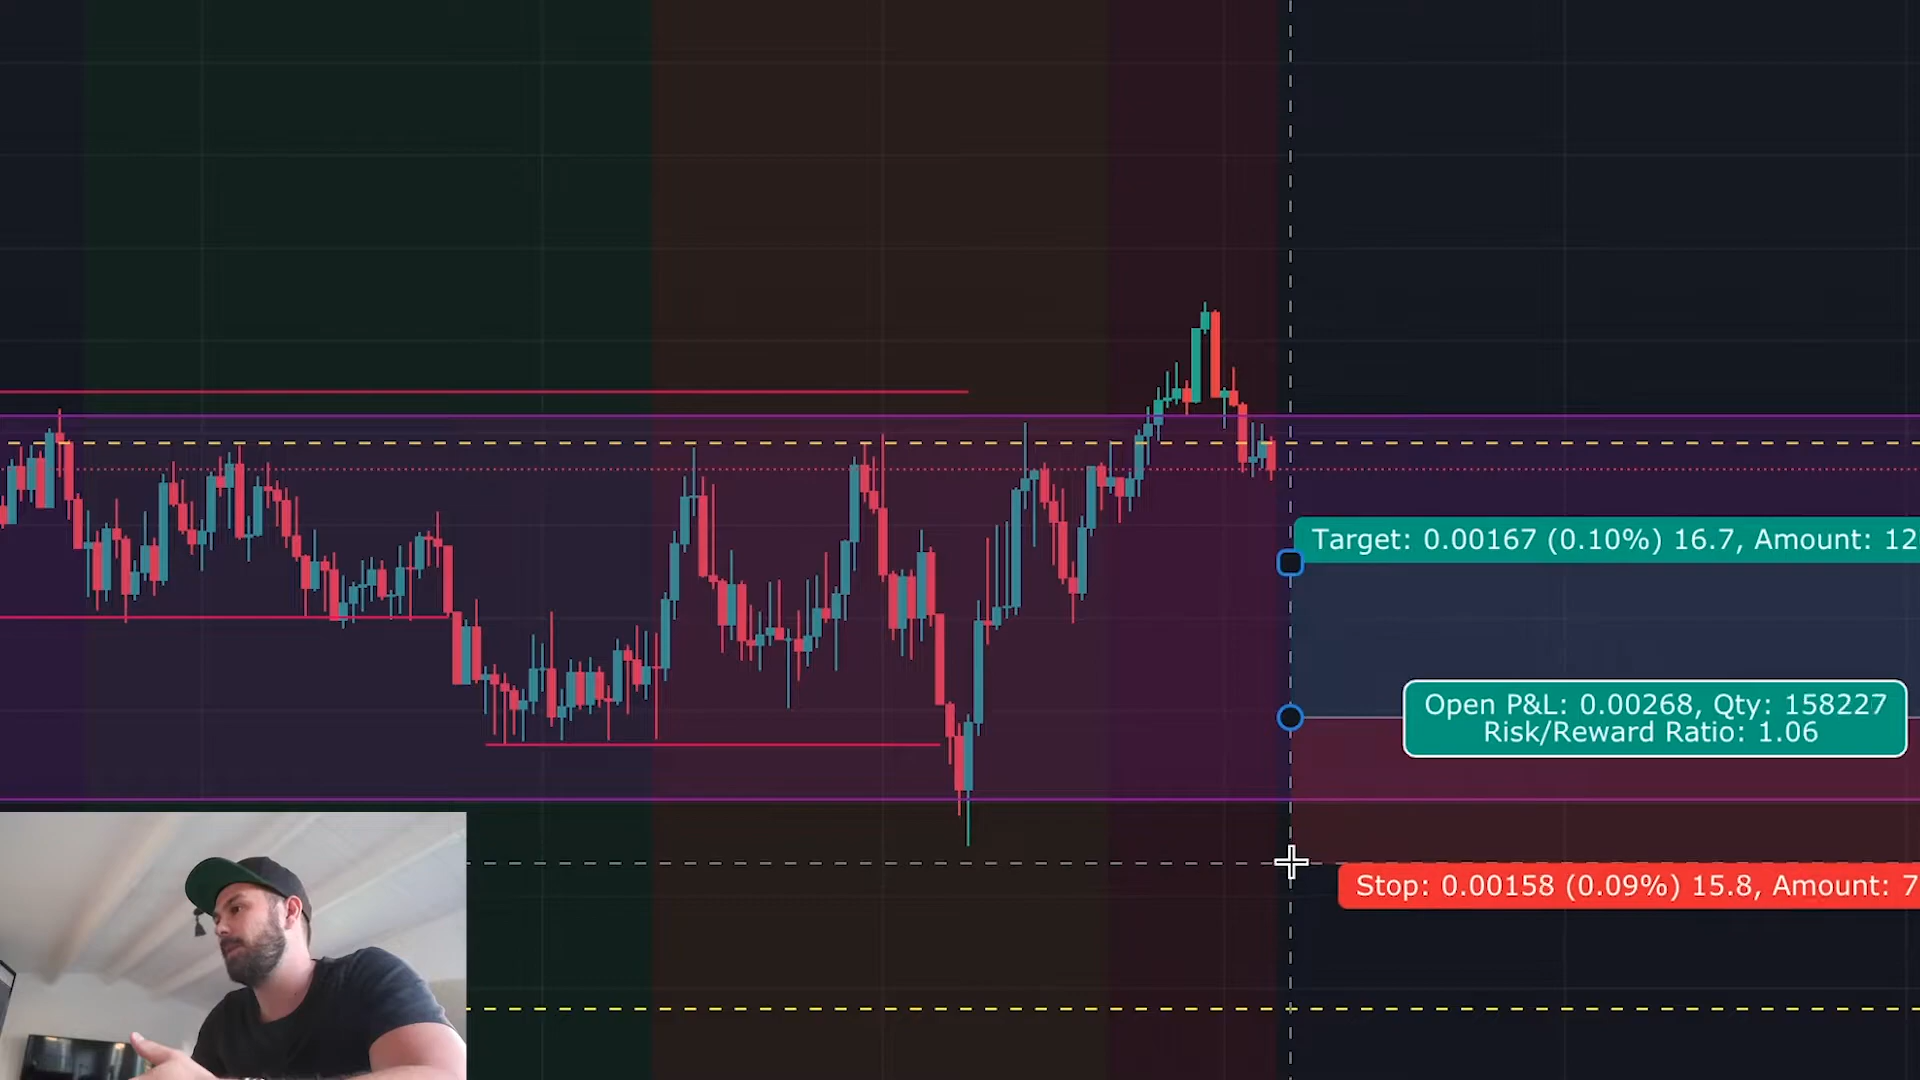 Target: 0.00167 (0.10%) 16.7, Amount: 12
Open P&L: 0.00268, Qty: 158227
Risk/Reward Ratio: 1.06
Stop: 0.00158 (0.09%) 15.8, Amount: 7